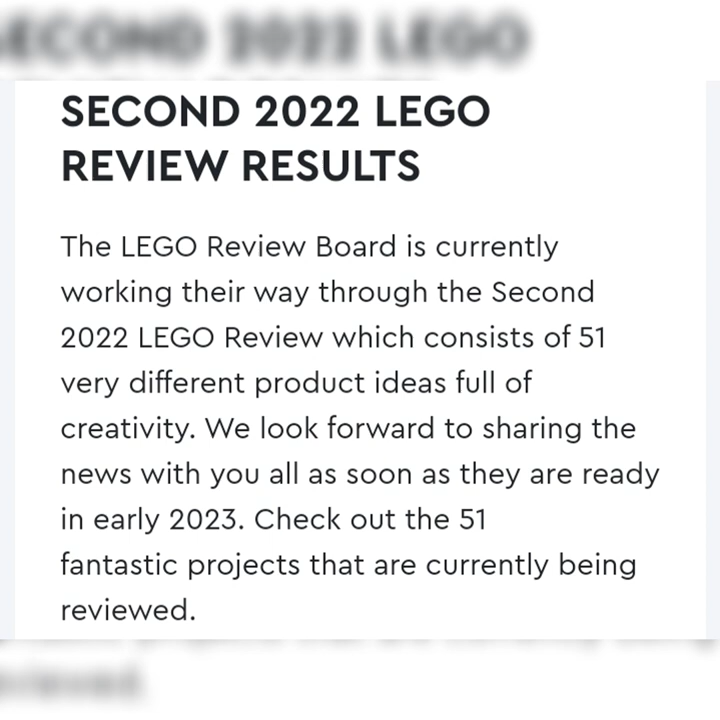 SECOND 2022 LEGO
SECOND 2022 LEGO
REVIEW RESULTS
The LEGO Review Board is currently
working their way through the Second
2022 LEGO Review which consists of 51
very different product ideas full of
creativity. We look forward to sharing the
news with you all as soon as they are ready
in early 2023. Check out the 51
fantastic projects that are currently being
reviewed.